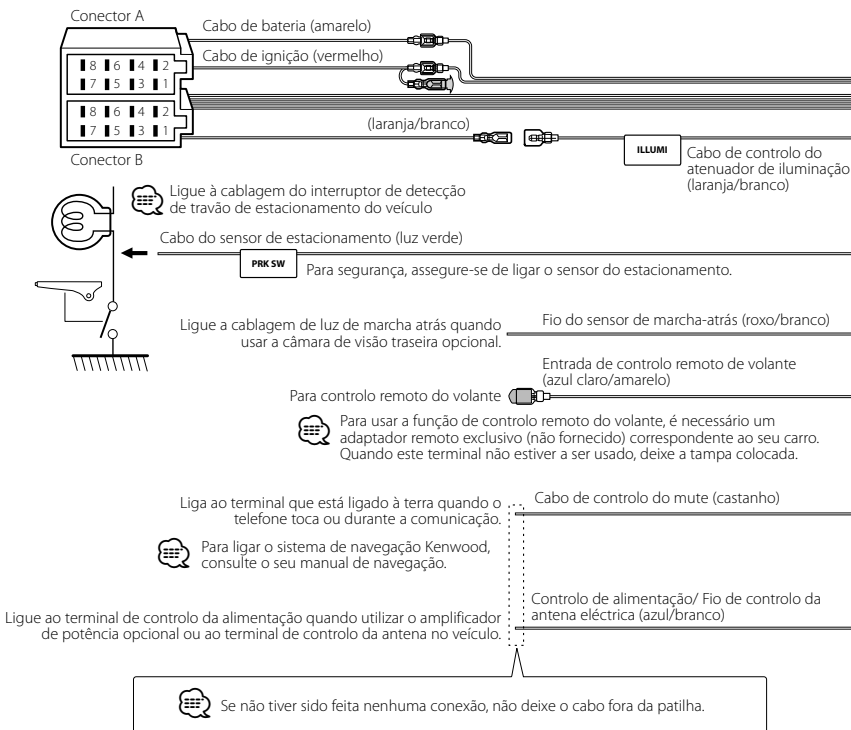 Conector A
Cabo de bateria (amarelo)
Cabo de ignição (vermelho)
8 6 4 2
7 5 3 1
8 6 4 2
7 5 3 1
(laranja/branco)
Conector B
ILLUMI
Cabo de controlo do
atenuador de iluminação
(laranja/branco)
Ligue à cablagem do interruptor de detecção
de travão de estacionamento do veículo
Cabo do sensor de estacionamento (luz verde)
PRK SW
Para segurança, assegure-se de ligar o sensor do estacionamento.
Ligue a cablagem de luz de marcha atrás quando
usar a câmara de visão traseira opcional.
Fio do sensor de marcha-atrás (roxo/branco)
Entrada de controlo remoto de volante
(azul claro/amarelo)
Para controlo remoto do volante
Para usar a função de controlo remoto do volante, é necessário um
adaptador remoto exclusivo (não fornecido) correspondente ao seu carro.
Quando este terminal não estiver a ser usado, deixe a tampa colocada.
Liga ao terminal que está ligado à terra quando o
telefone toca ou durante a comunicação.
Cabo de controlo do mute (castanho)
Para ligar o sistema de navegação Kenwood,
consulte o seu manual de navegação.
Controlo de alimentação/ Fio de controlo da
antena eléctrica (azul/branco)
Ligue ao terminal de controlo da alimentação quando utilizar o amplificador
de potência opcional ou ao terminal de controlo da antena no veículo.
Se não tiver sido feita nenhuma conexão, não deixe o cabo fora da patilha.